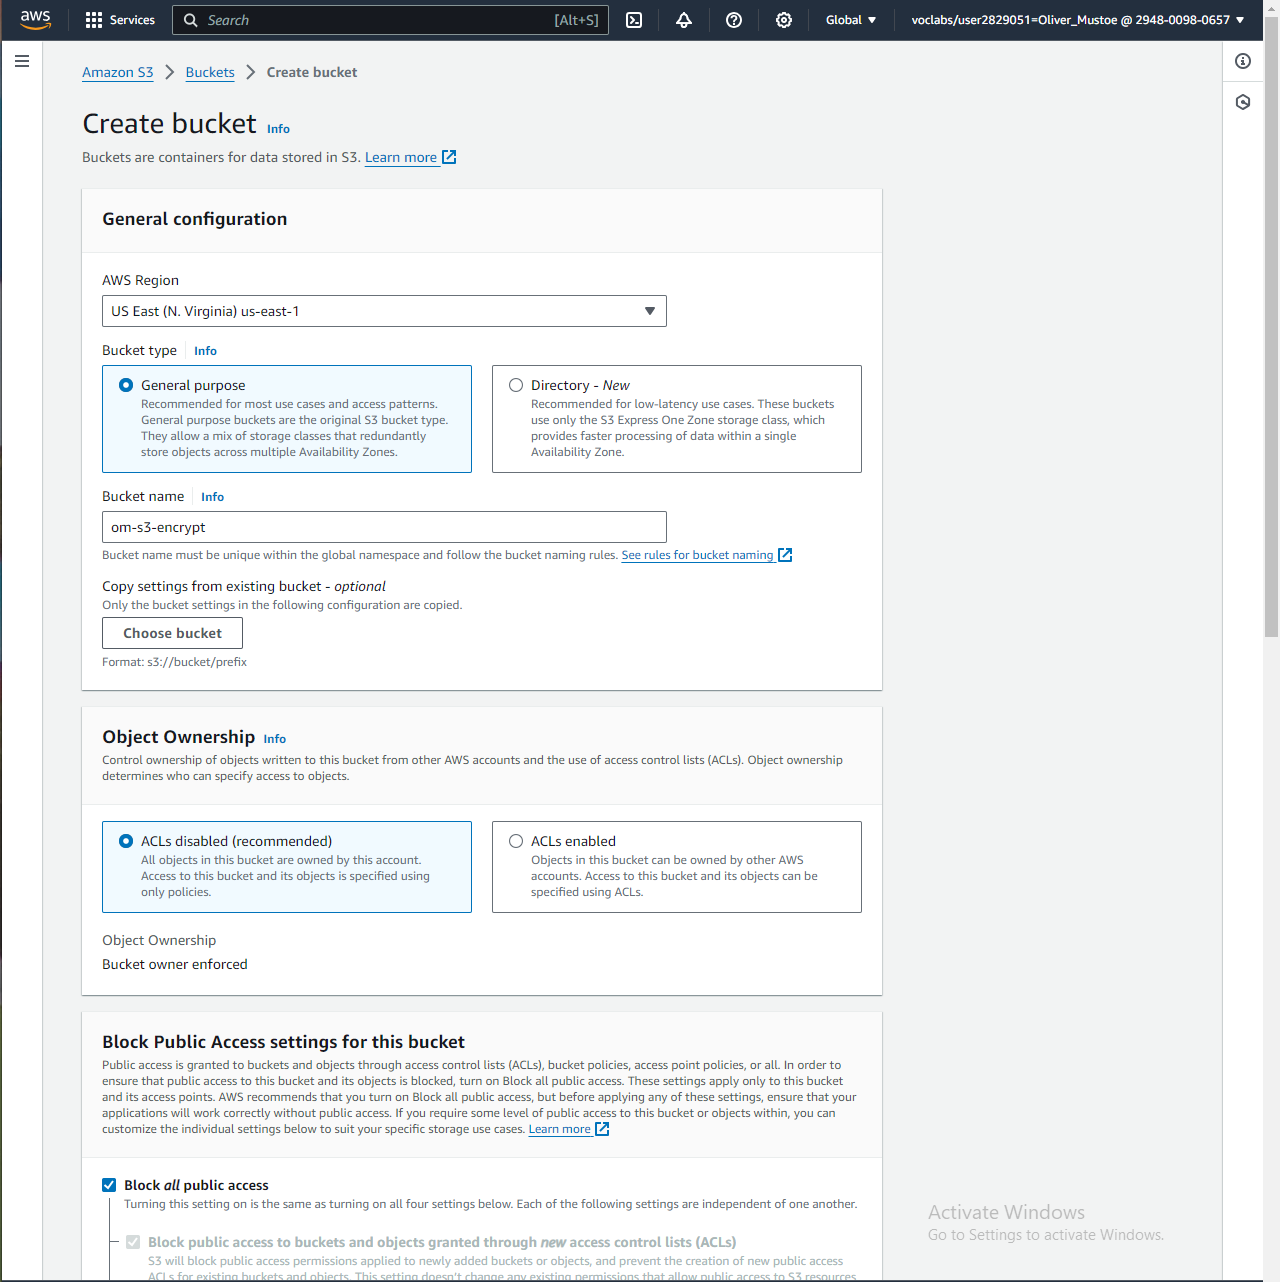 aws
Services
Search
[Alt+S]
Global
voclabs/user2829051=Oliver_Mustoe @ 2948-0098-0657
Amazon S3 > Buckets > Create bucket
Create bucket Info
Buckets are containers for data stored in S3. Learn more
General configuration
AWS Region
US East (N. Virginia) us-east-1
Bucket type Info
General purpose
Recommended for most use cases and access patterns.
General purpose buckets are the original S3 bucket type.
They allow a mix of storage classes that redundantly
store objects across multiple Availability Zones.
Directory - New
Recommended for low-latency use cases. These buckets
use only the S3 Express One Zone storage class, which
provides faster processing of data within a single
Availability Zone.
Bucket name Info
om-s3-encrypt
Bucket name must be unique within the global namespace and follow the bucket naming rules. See rules for bucket naming
Copy settings from existing bucket - optional
Only the bucket settings in the following configuration are copied.
Choose bucket
Format: s3://bucket/prefix
Object Ownership Info
Control ownership of objects written to this bucket from other AWS accounts and the use of access control lists (ACLs). Object ownership
determines who can specify access to objects.
ACLs disabled (recommended)
All objects in this bucket are owned by this account.
Access to this bucket and its objects is specified using
only policies.
ACLs enabled
Objects in this bucket can be owned by other AWS
accounts. Access to this bucket and its objects can be
specified using ACLs.
Object Ownership
Bucket owner enforced
Block Public Access settings for this bucket
Public access is granted to buckets and objects through access control lists (ACLs), bucket policies, access point policies, or all. In order to
ensure that public access to this bucket and its objects is blocked, turn on Block all public access. These settings apply only to this bucket
and its access points. AWS recommends that you turn on Block all public access, but before applying any of these settings, ensure that your
applications will work correctly without public access. If you require some level of public access to this bucket or objects within, you can
customize the individual settings below to suit your specific storage use cases. Learn more
Block all public access
Turning this setting on is the same as turning on all four settings below. Each of the following settings are independent of one another.
Block public access to buckets and objects granted through new access control lists (ACLs)
S3 will block public access permissions applied to newly added buckets or objects, and prevent the creation of new public access
ACLs for existing buckets and objects. This setting doesn't change any existing permissions that allow public access to S3 resources
Activate Windows
Go to Settings to activate Windows.